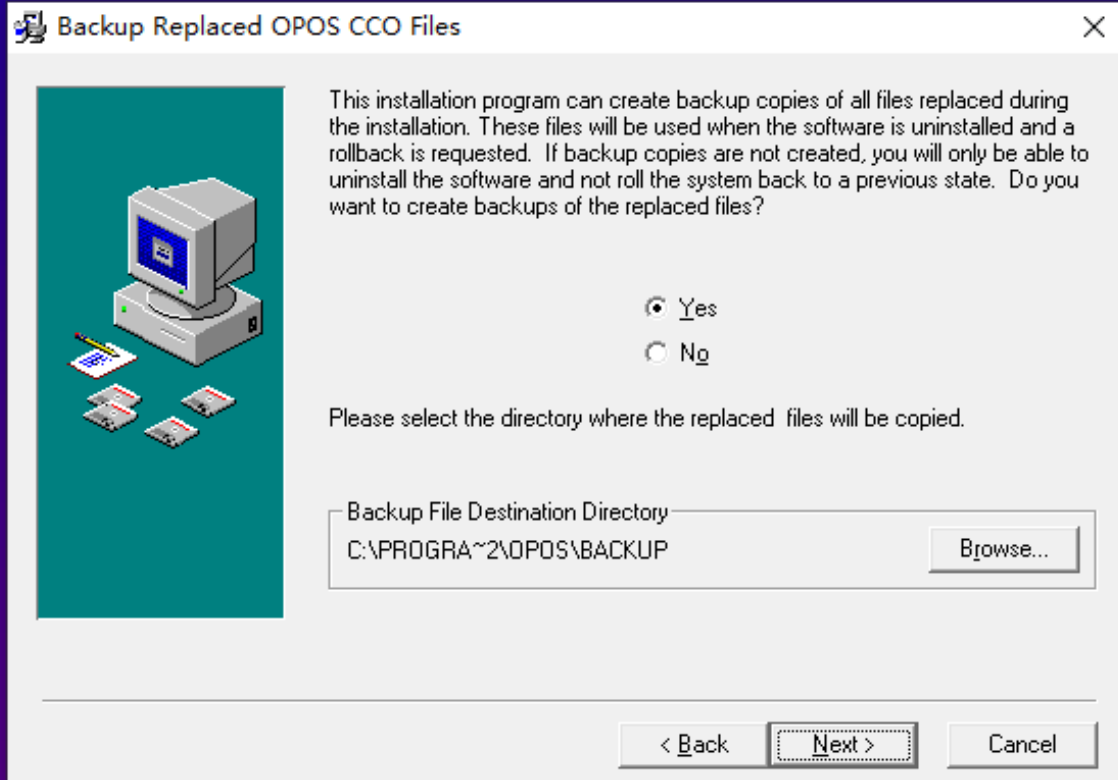 Backup Replaced OPOS CCO Files
This installation program can create backup copies of all files replaced during
the installation. These files will be used when the software is uninstalled and a
rollback is requested.  If backup copies are not created, you will only be able to
uninstall the software and not roll the system back to a previous state.  Do you
want to create backups of the replaced files?
Yes
No
Please select the directory where the replaced  files will be copied.
Backup File Destination Directory
C:\PROGRA~2\OPOS\BACKUP
Browse...
< Back
Next >
Cancel